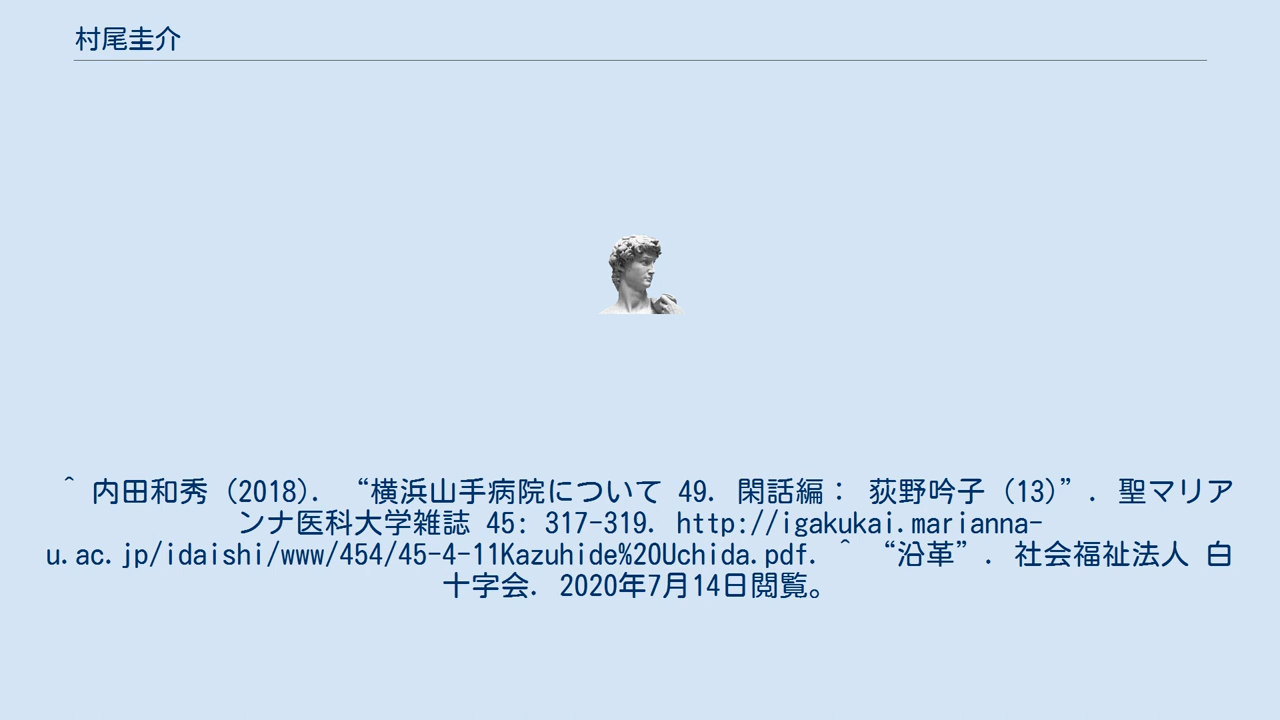 村尾圭介
^ 内田和秀 (2018). “横浜山手病院について 49. 閑話編： 荻野吟子 (13)”. 聖マリア
ンナ医科大学雑誌 45: 317-319. http://igakukai.marianna-
u.ac.jp/idaishi/www/454/45-4-11Kazuhide%20Uchida.pdf. ^ “沿革”. 社会福祉法人 白
十字会. 2020年7月14日閲覧。